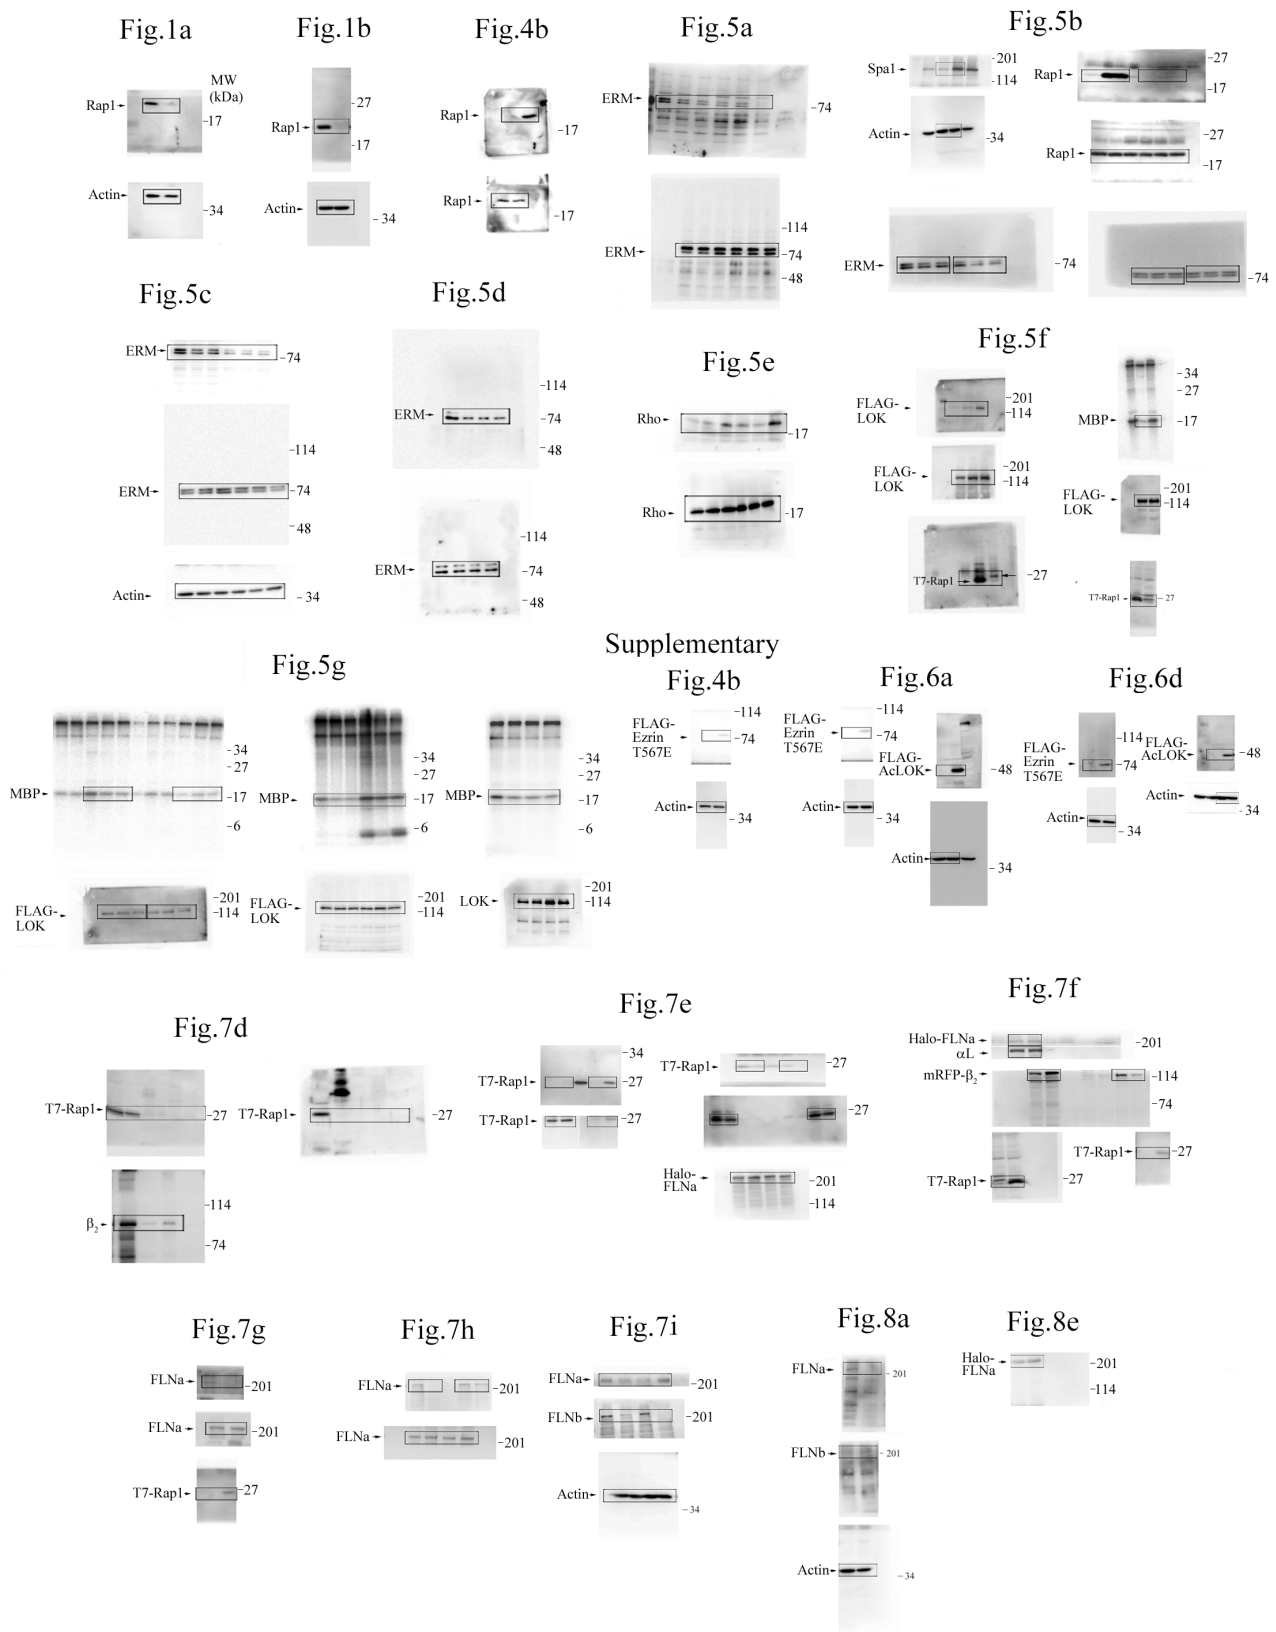 Fig.1a
MW
(kDa)
Rap1
-17
Actin
-34
Fig.1b
-27
Rap1
-17
Actin
- 34
Fig.4b
Rap1
-17
Rap1
-17
Fig.5a
ERM
- 74
-114
ERM
-74
-48
Fig.5b
Spa1
-201
-114
Actin
-34
Rap1
-27
-17
Rap1
-27
-17
ERM
-74
-74
Fig.5c
ERM
-74
-114
ERM
-74
-48
Actin
- 34
Fig.5d
-114
ERM
-74
-48
-114
ERM
-74
-48
Fig.5e
Rho
-17
Rho
-17
Fig.5f
FLAG-
LOK
-201
-114
FLAG-
LOK
-201
-114
T7-Rap1
-27
-34
-27
MBP
-17
FLAG-
LOK
-201
-114
T7-Rap1
- 27
Supplementary
Fig.5g
-34
-27
MBP
-17
-6
FLAG-
LOK
-201
-114
-34
-27
MBP
-17
-6
FLAG-
LOK
-201
-114
-34
-27
MBP
-17
-6
LOK
-201
-114
Fig.4b
FLAG-
Ezrin
T567E
-114
-74
Actin
- 34
Fig.6a
FLAG-
Ezrin
T567E
-114
-74
Actin
- 34
FLAG-
AcLOK
-48
Actin
-34
Fig.6d
FLAG-
Ezrin
T567E
-114
-74
Actin
- 34
FLAG-
AcLOK
-48
Actin
- 34
Fig.7d
T7-Rap1
-27
β2
-114
-74
T7-Rap1
-27
Fig.7e
-34
T7-Rap1
-27
T7-Rap1
-27
T7-Rap1
-27
-27
Halo-
FLNa
-201
-114
Fig.7f
Halo-FLNa
-201
αL
mRFP-β2
-114
-74
T7-Rap1
-27
T7-Rap1
-27
Fig.7g
FLNa
-201
FLNa
-201
T7-Rap1
-27
Fig.7h
FLNa
-201
FLNa
-201
Fig.7i
FLNa
-201
FLNb
-201
Actin
- 34
Fig.8a
FLNa
- 201
FLNb
- 201
Actin
- 34
Fig.8e
Halo-
FLNa
-201
-114